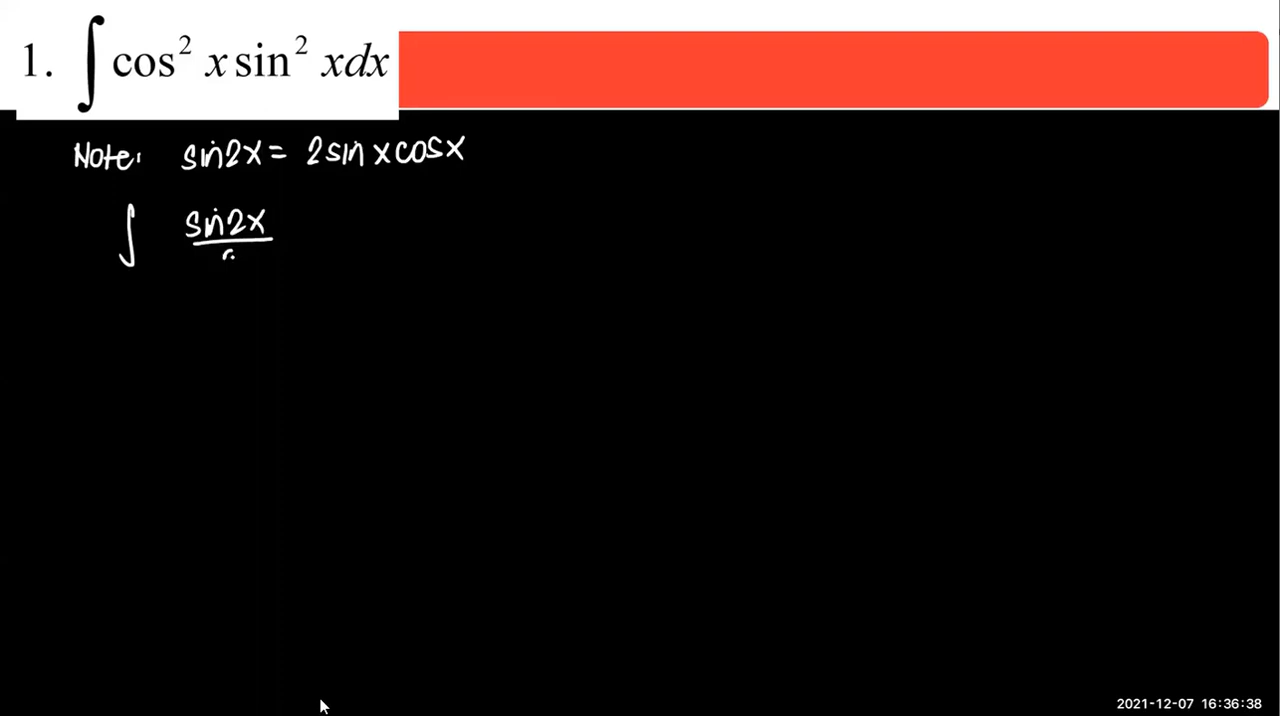 1. ∫ cos² x sin² xdx
Note: sin2x = 2sin x cos x
∫ sin2x
2021-12-07 16:36:38